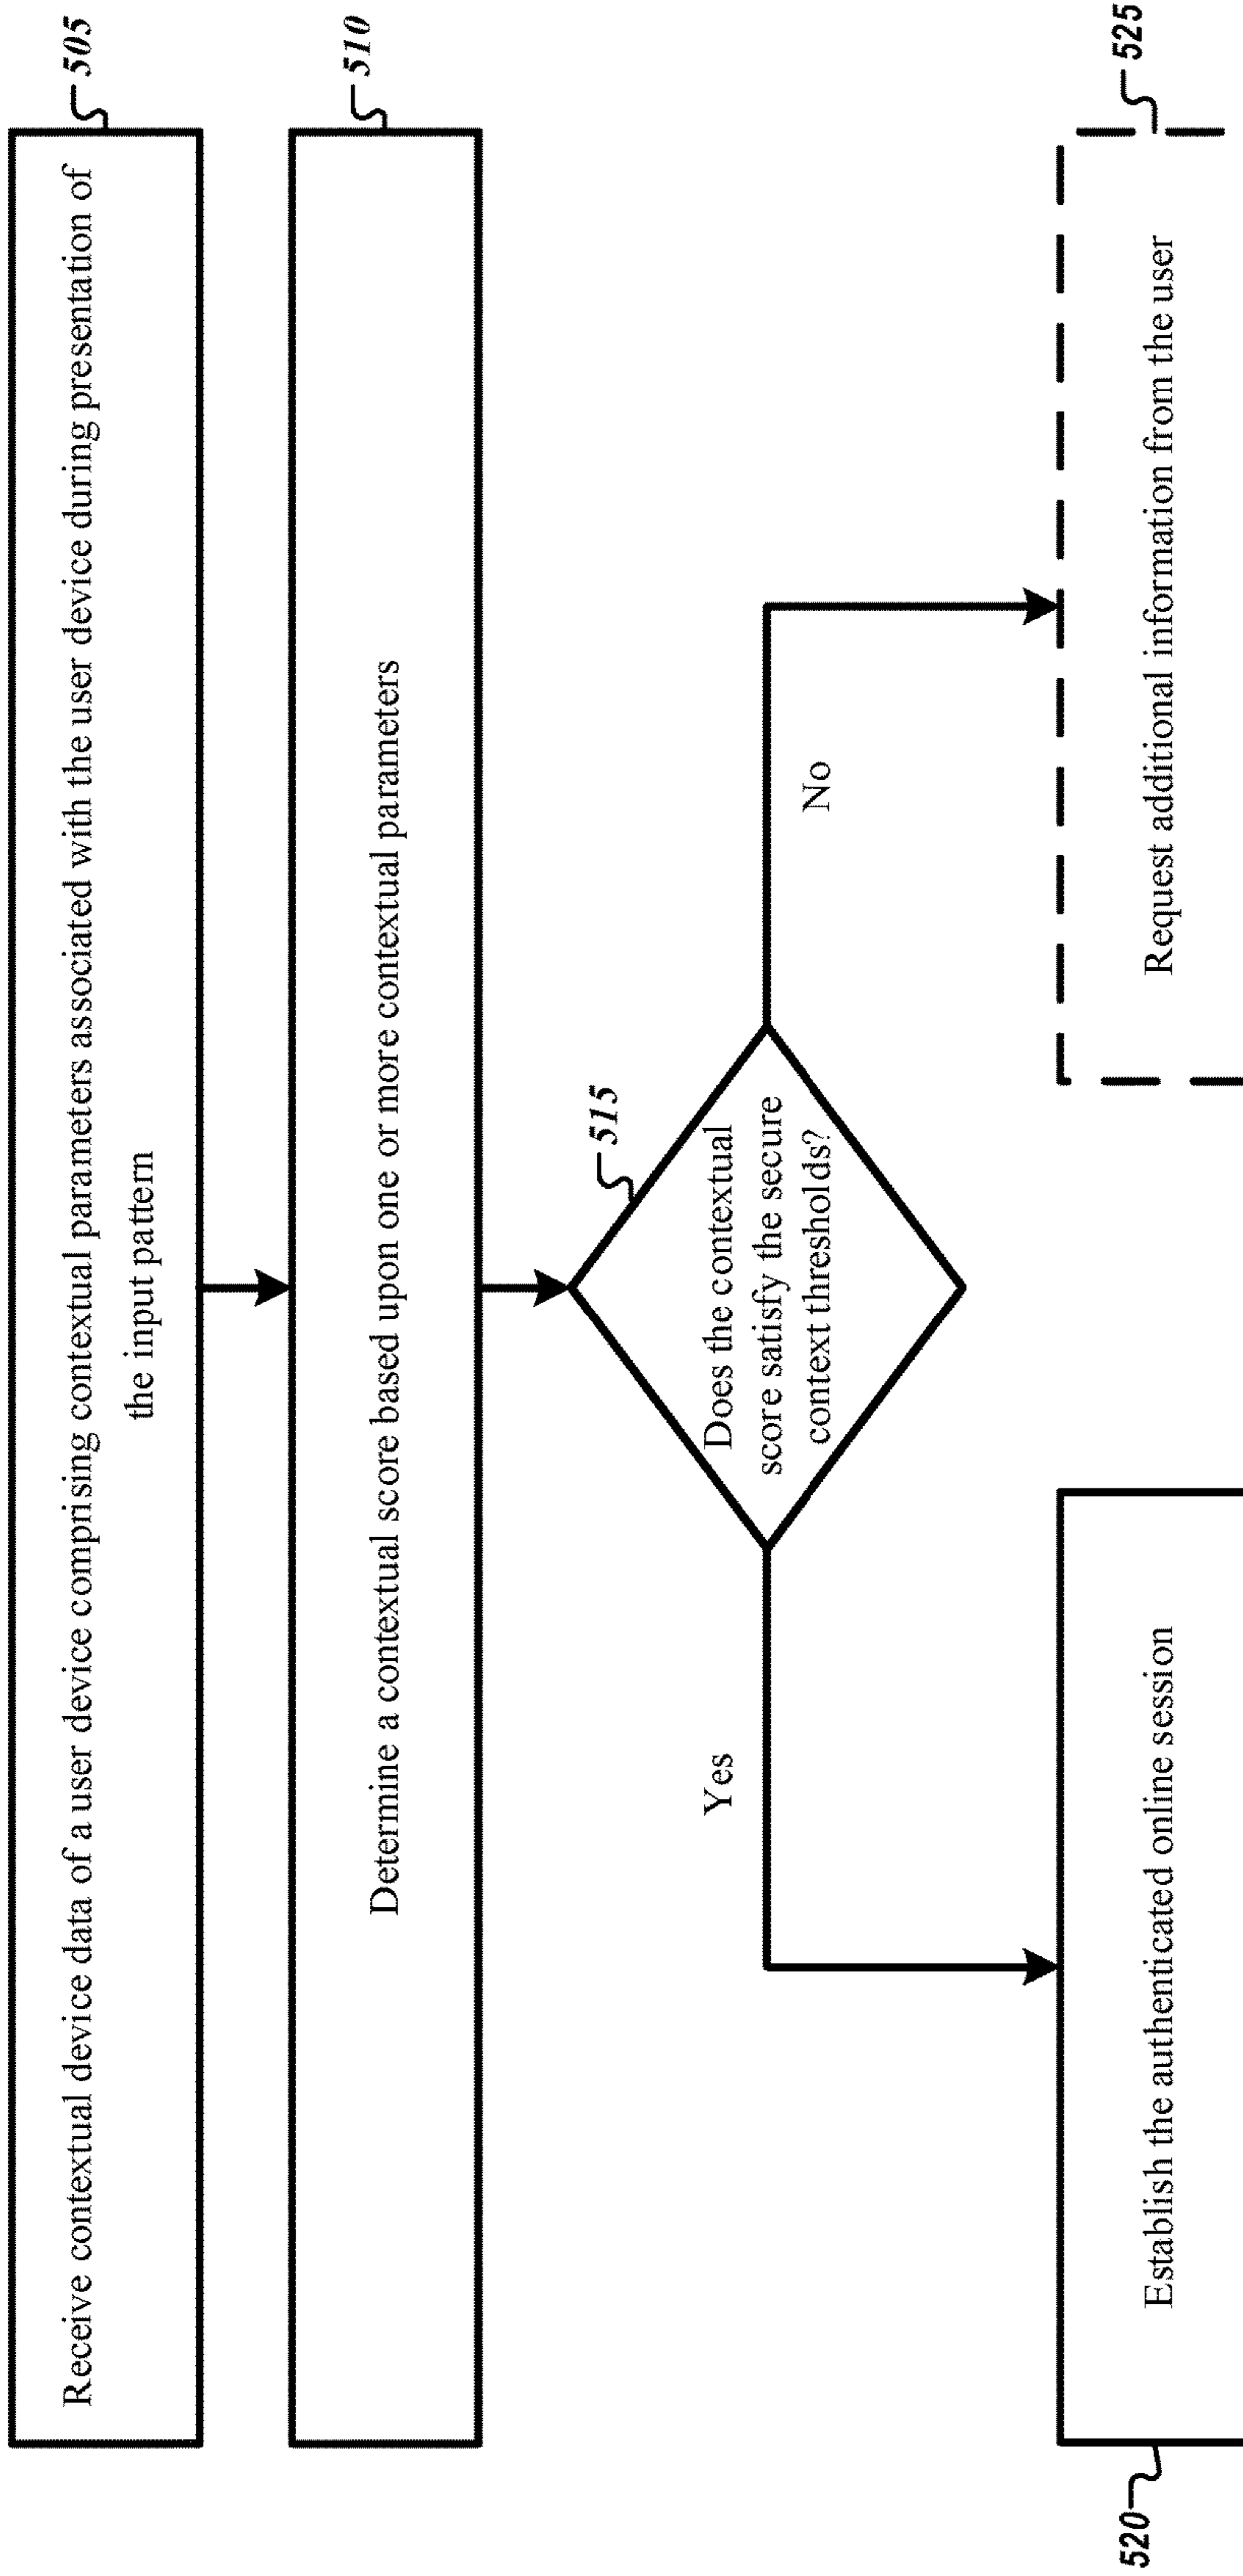 505
Receive contextual device data of a user device comprising contextual parameters associated with the user device during presentation of
the input pattern
510
Determine a contextual score based upon one or more contextual parameters
515
Does the contextual
score satisfy the secure
context thresholds?
Yes
No
520
Establish the authenticated online session
525
Request additional information from the user